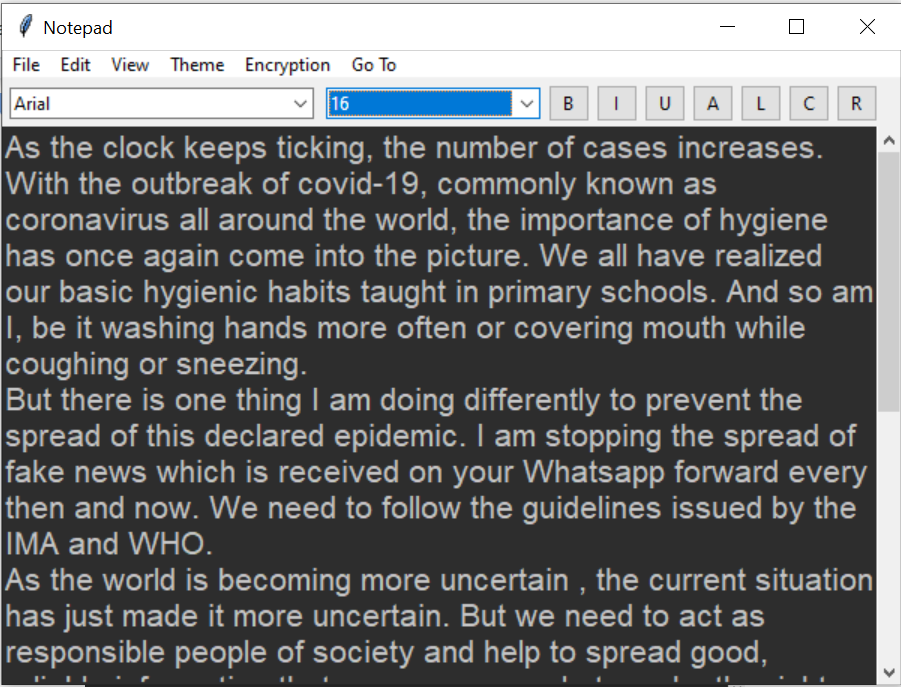 Notepad
File Edit View Theme Encryption Go To
Arial 16 B I U A L C R
As the clock keeps ticking, the number of cases increases.
With the outbreak of covid-19, commonly known as
coronavirus all around the world, the importance of hygiene
has once again come into the picture. We all have realized
our basic hygienic habits taught in primary schools. And so am
I, be it washing hands more often or covering mouth while
coughing or sneezing.
But there is one thing I am doing differently to prevent the
spread of this declared epidemic. I am stopping the spread of
fake news which is received on your Whatsapp forward every
then and now. We need to follow the guidelines issued by the
IMA and WHO.
As the world is becoming more uncertain , the current situation
has just made it more uncertain. But we need to act as
responsible people of society and help to spread good,